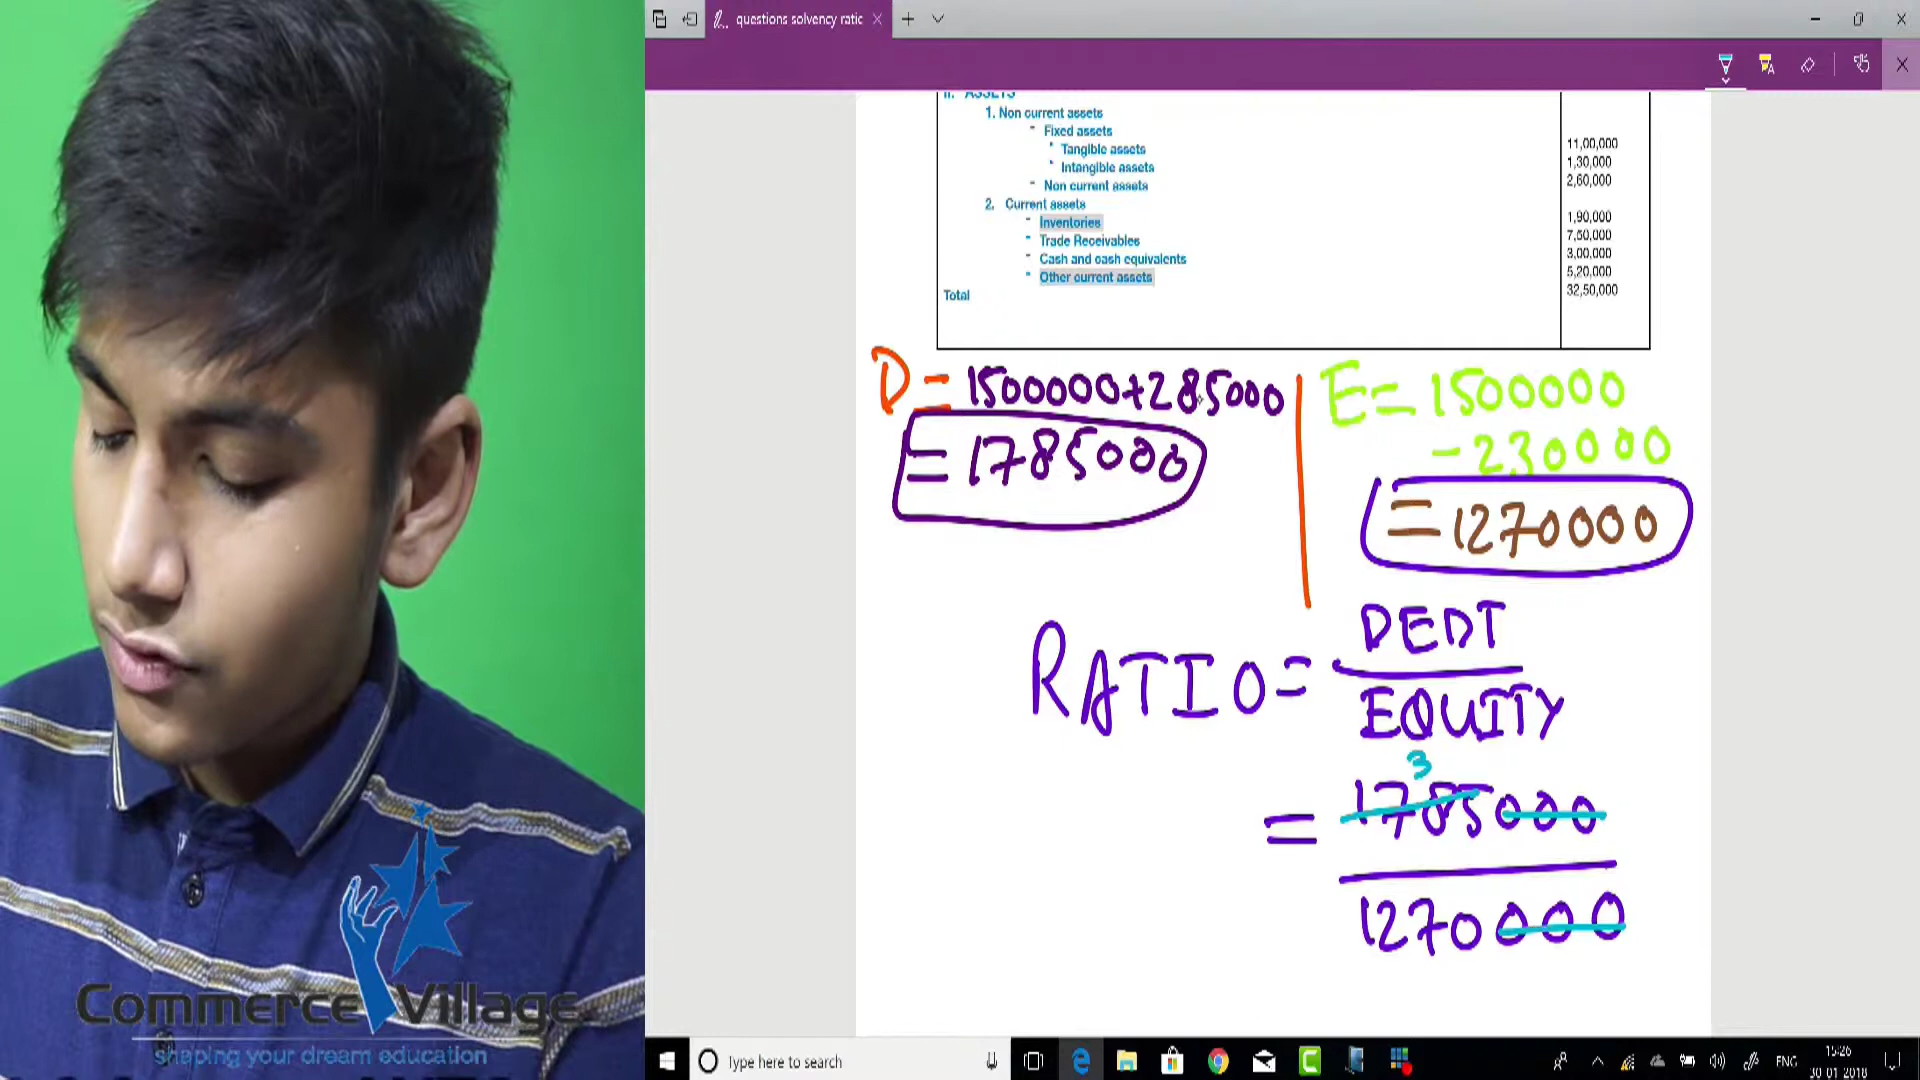 questions solvency ratic
II. ASSETS
1. Non current assets
- Fixed assets
Tangible assets 11,00,000
Intangible assets 1,30,000
- Non current assets 2,60,000
2. Current assets
- Inventories 1,90,000
- Trade Receivables 7,50,000
- Cash and cash equivalents 3,00,000
- Other current assets 5,20,000
Total 32,50,000
D = 1500000+285000
= 1785000
E = 1500000
- 230000
= 1270000
RATIO = DEDT
EQUITY
3
= 1785000
1270000
Commerce Village
shaping your dream education
Type here to search
ENG
15:26
30-01-2018